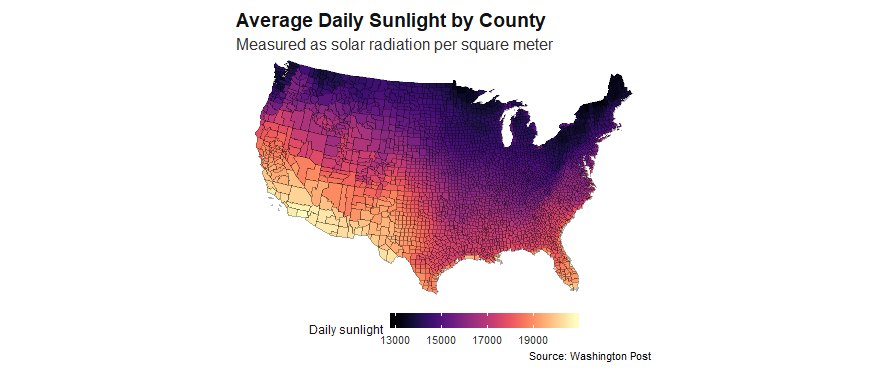 Average Daily Sunlight by County
Measured as solar radiation per square meter
Daily sunlight
13000 15000 17000 19000
Source: Washington Post